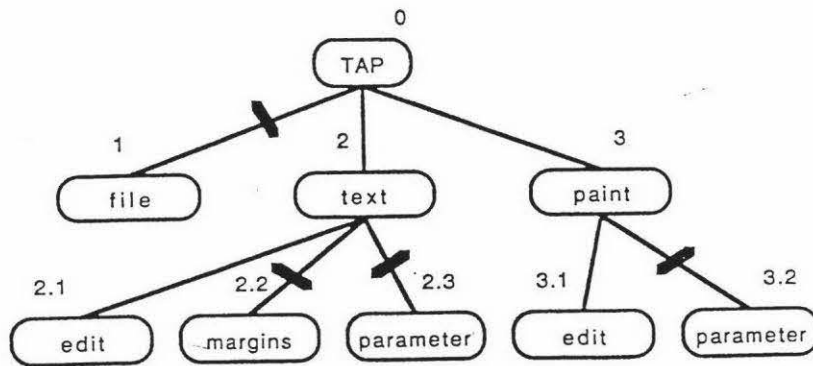 0
TAP
1
2
3
file
text
paint
2.1
2.2
2.3
3.1
3.2
edit
margins
parameter
edit
parameter